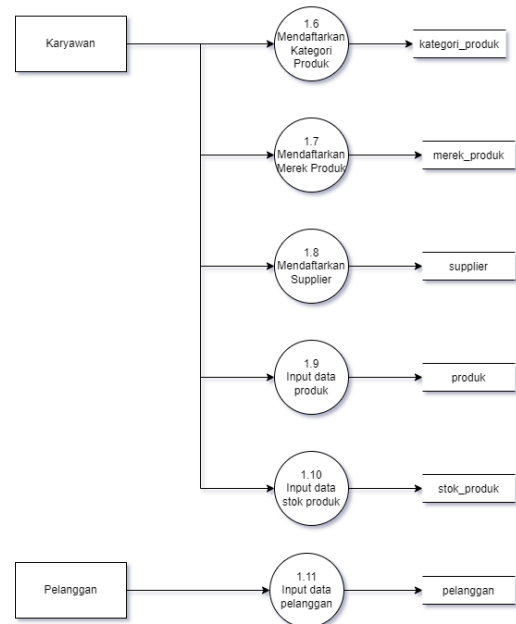 Karyawan
1.6
Mendaftarkan
Kategori
Produk
kategori_produk
1.7
Mendaftarkan
Merek Produk
merek_produk
1.8
Mendaftarkan
Supplier
supplier
1.9
Input data
produk
produk
1.10
Input data
stok produk
stok_produk
Pelanggan
1.11
Input data
pelanggan
pelanggan